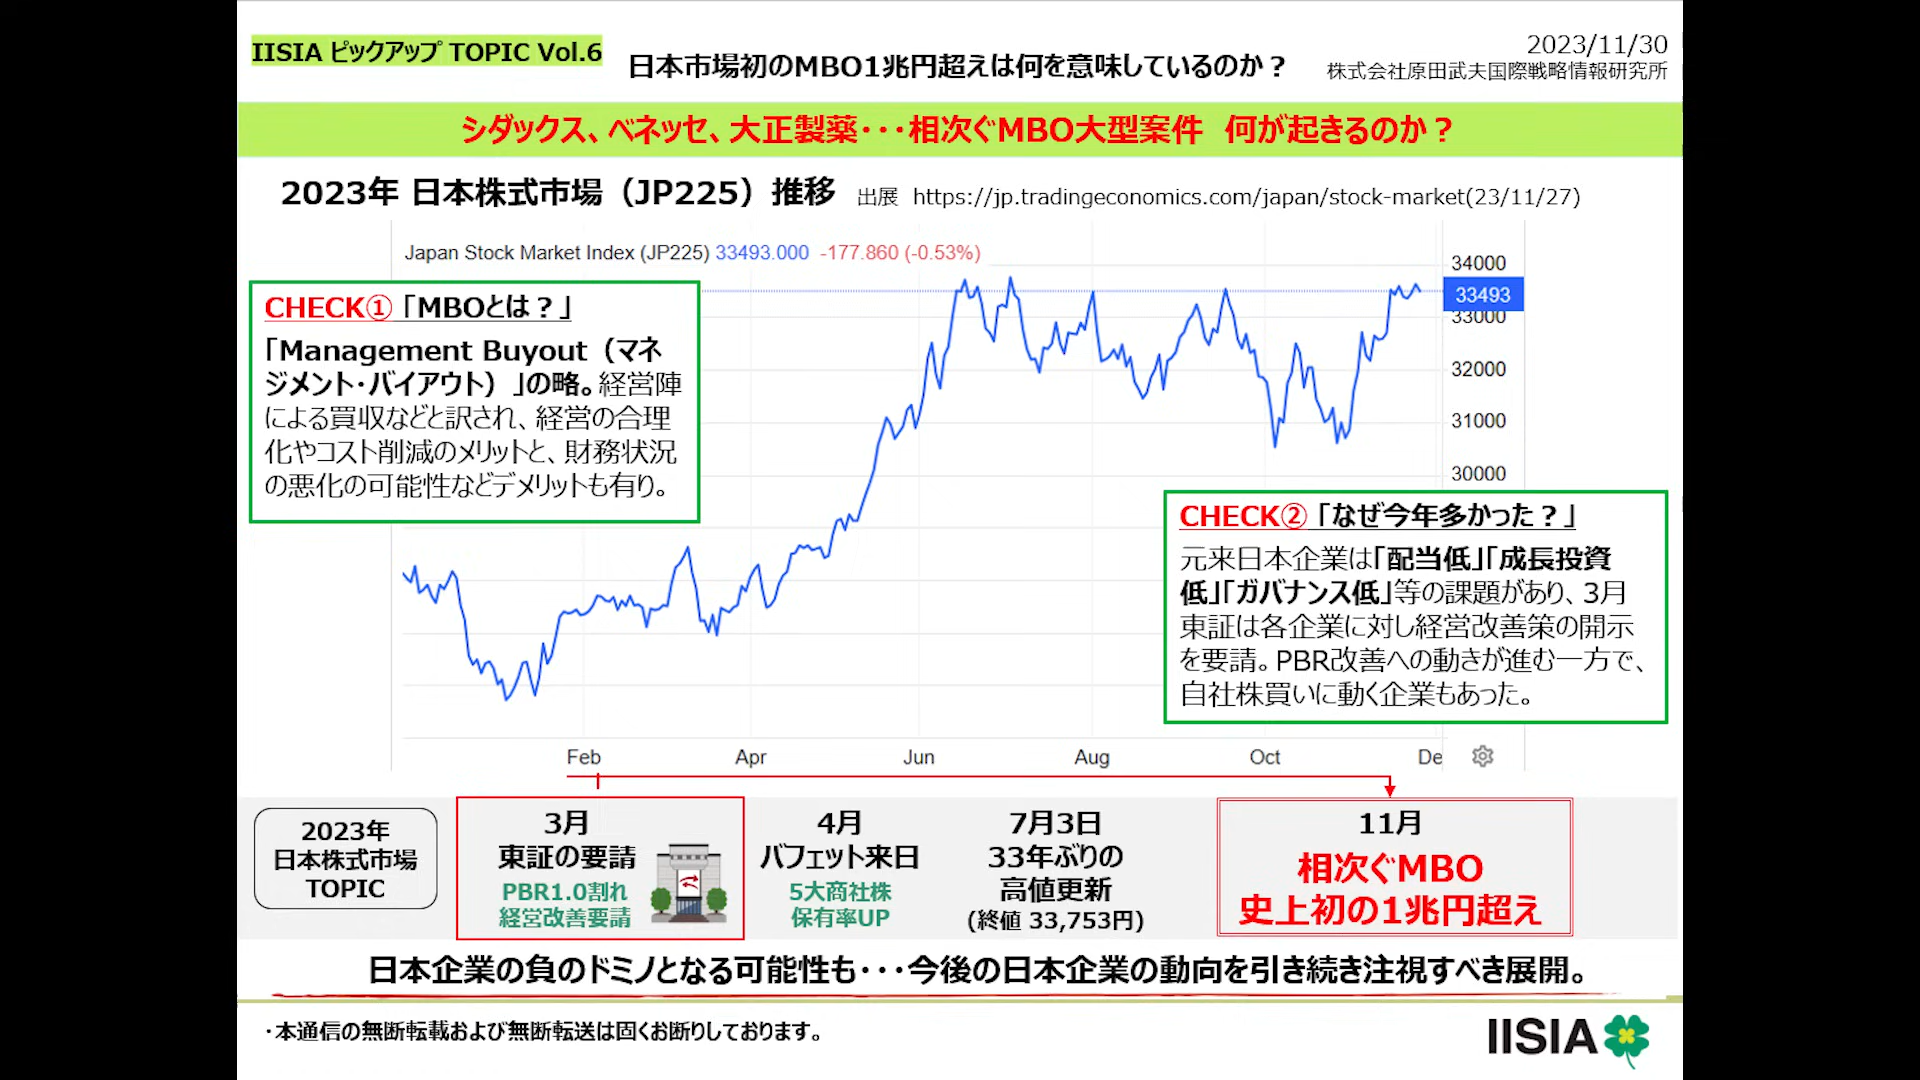 IISIA ピックアップ TOPIC Vol.6
日本市場初のMBO1兆円超えは何を意味しているのか？
2023/11/30
株式会社原田武夫国際戦略情報研究所
シダックス、ベネッセ、大正製薬・・・相次ぐMBO大型案件 何が起きるのか？
2023年 日本株式市場（JP225）推移 出展 https://jp.tradingeconomics.com/japan/stock-market(23/11/27)
Japan Stock Market Index (JP225) 33493.000 -177.860 (-0.53%)
34000
33493
33000
32000
31000
30000
CHECK①「MBOとは？」
「Management Buyout（マネ
ジメント・バイアウト）」の略。経営陣
による買収などと訳され、経営の合理
化やコスト削減のメリットと、財務状況
の悪化の可能性などデメリットも有り。
CHECK②「なぜ今年多かった？」
元来日本企業は「配当低」「成長投資
低」「ガバナンス低」等の課題があり、3月
東証は各企業に対し経営改善策の開示
を要請。PBR改善への動きが進む一方で、
自社株買いに動く企業もあった。
Feb Apr Jun Aug Oct De
2023年
日本株式市場
TOPIC
3月
東証の要請
PBR1.0割れ
経営改善要請
4月
バフェット来日
5大商社株
保有率UP
7月3日
33年ぶりの
高値更新
(終値 33,753円)
11月
相次ぐMBO
史上初の1兆円超え
日本企業の負のドミノとなる可能性も・・・今後の日本企業の動向を引き続き注視すべき展開。
・本通信の無断転載および無断転送は固くお断りしております。
IISIA